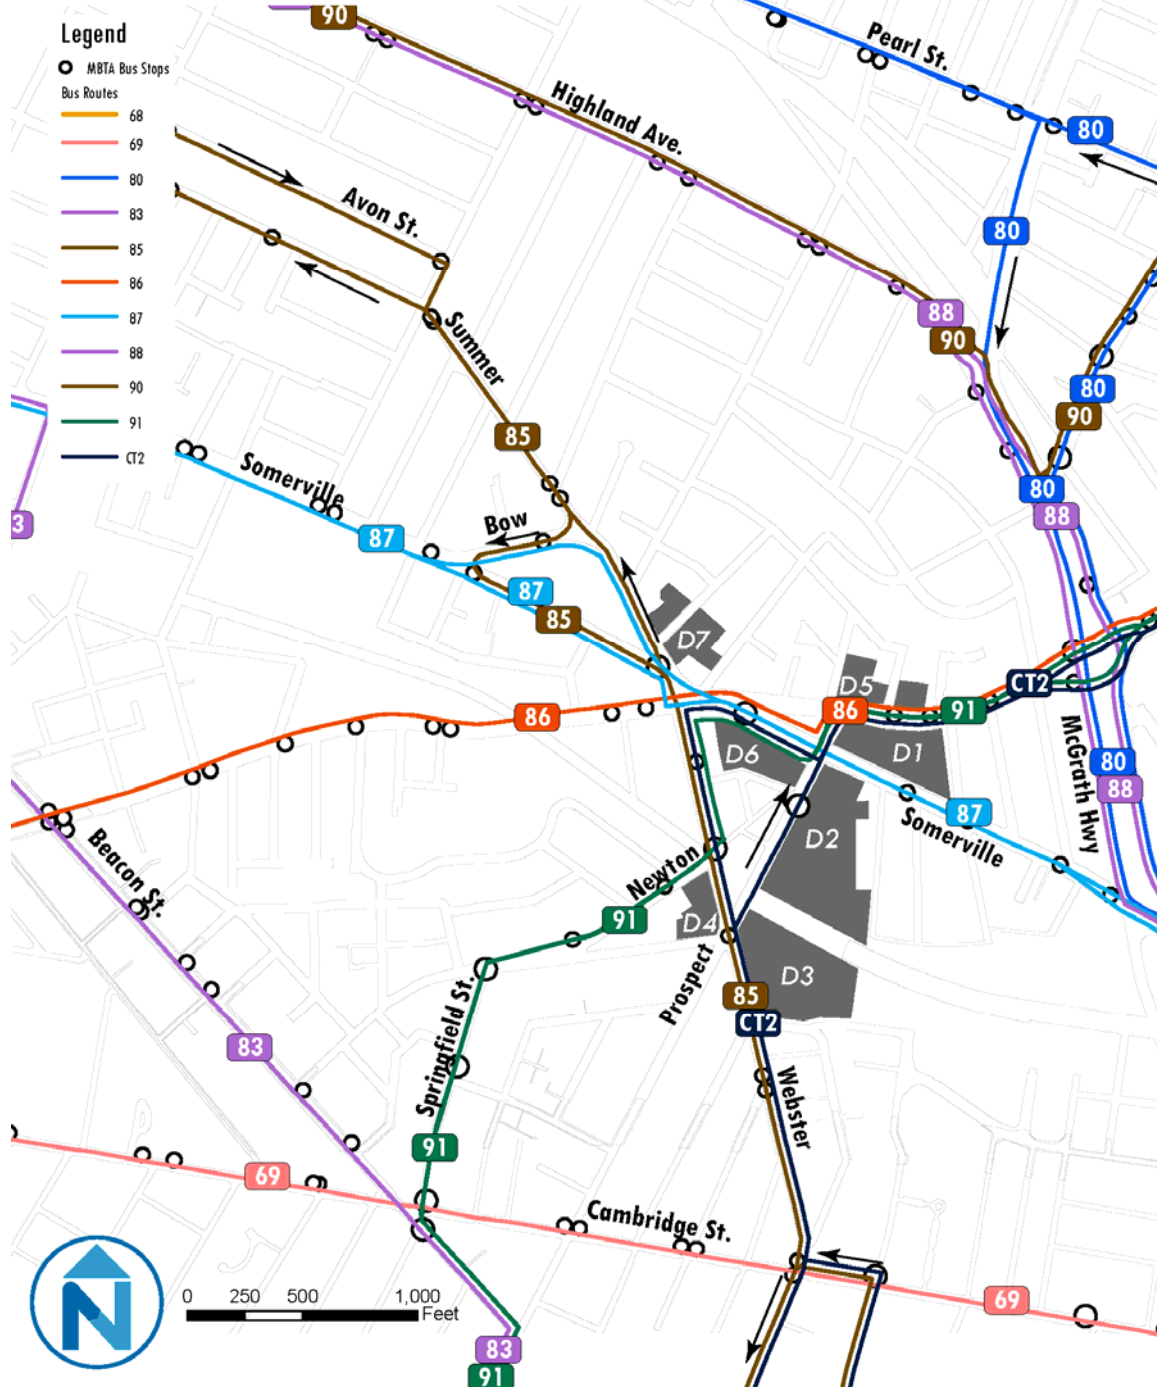 90
Legend
MBTA Bus Stops
Bus Routes
68
69
80
83
85
86
87
88
90
91
CT2
Pearl St.
80
Highland Ave.
Avon St.
80
88
90
Summer
80
90
85
Somerville
80
88
3
Bow
87
87
85
D7
CT2
D5
86
86
91
D6
D1
McGrath Hwy
80
88
87
Somerville
D2
Beacon St.
Newton
91
D4
Prospect
D3
85
CT2
Springfield St.
83
Webster
91
69
Cambridge St.
69
N
0 250 500 1,000
Feet
83
91